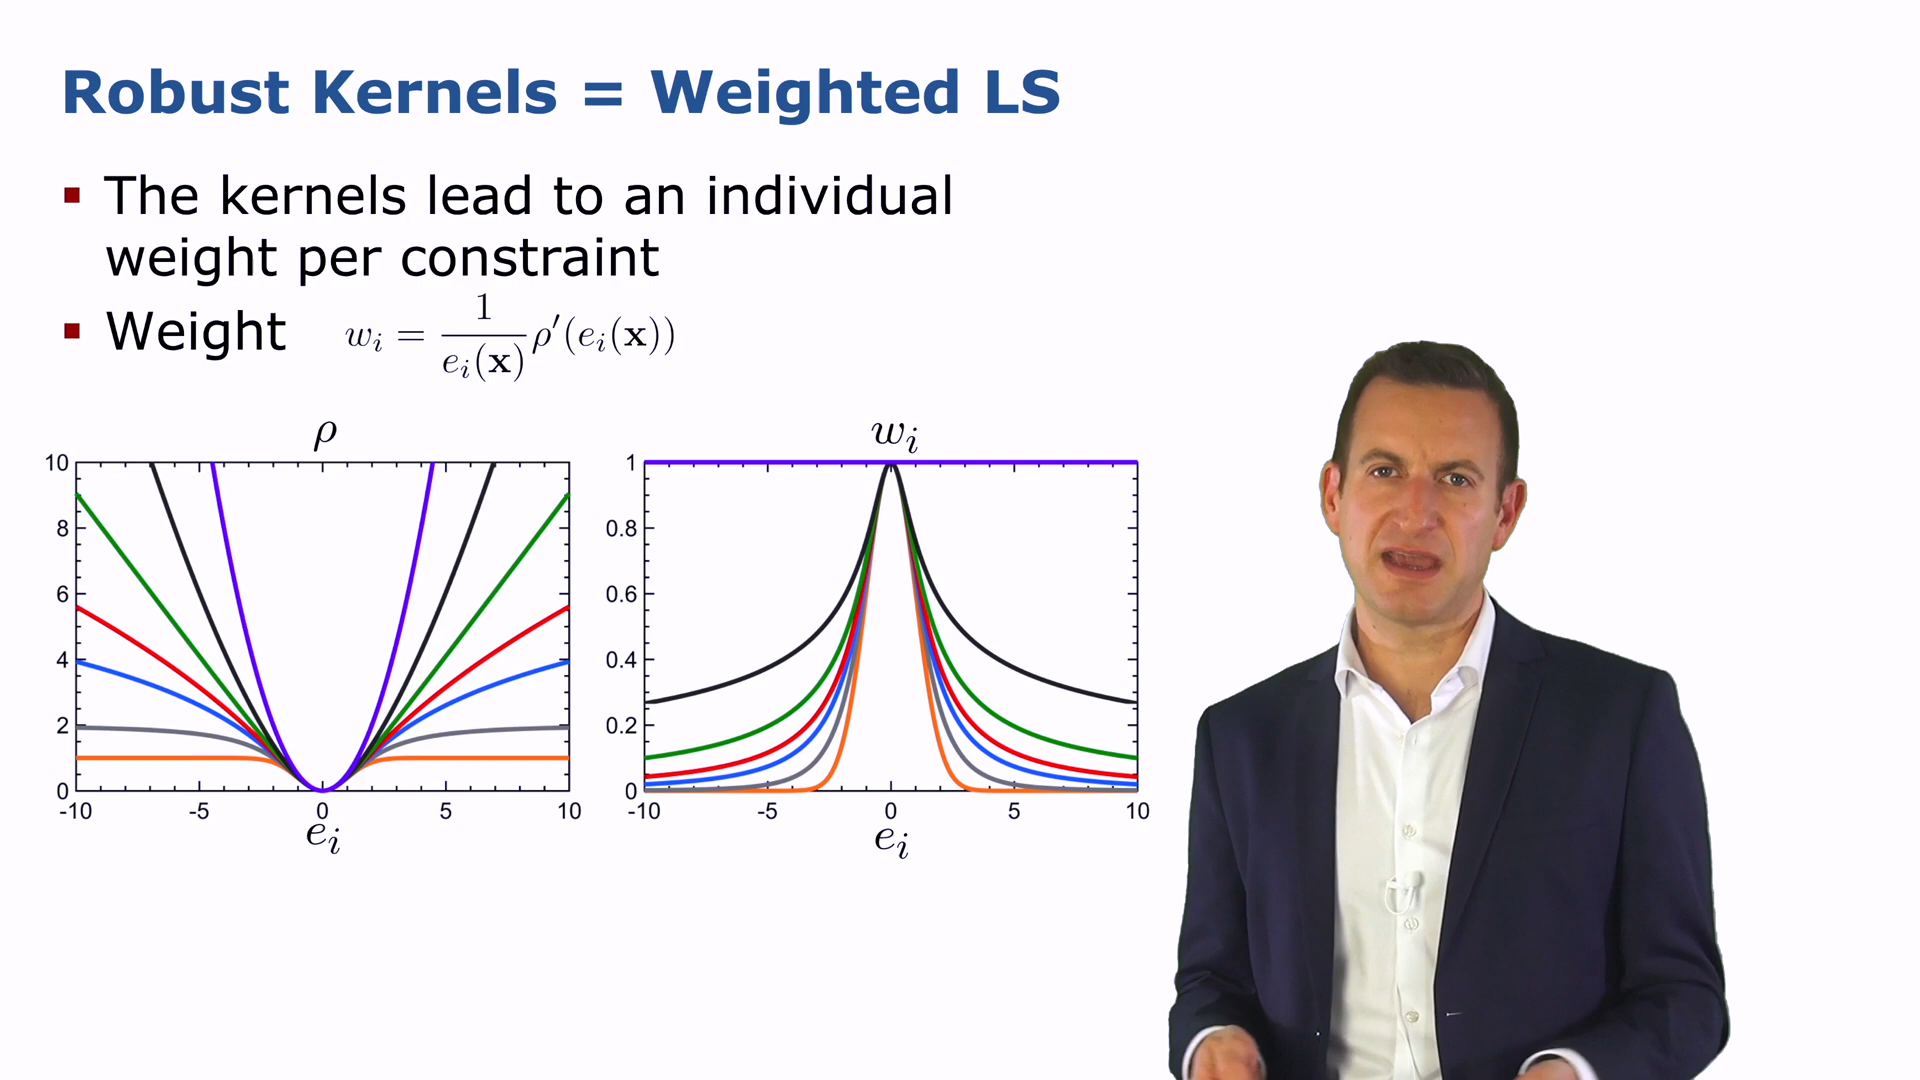 Robust Kernels = Weighted LS
▪ The kernels lead to an individual
weight per constraint
▪ Weight w_i = \frac{1}{e_i(\mathbf{x})} ρ′(e_i(\mathbf{x}))
ρ
10
8
6
4
2
0
-10 -5 0 5 10
e_i
w_i
1
0.8
0.6
0.4
0.2
0
-10 -5 0 5 10
e_i